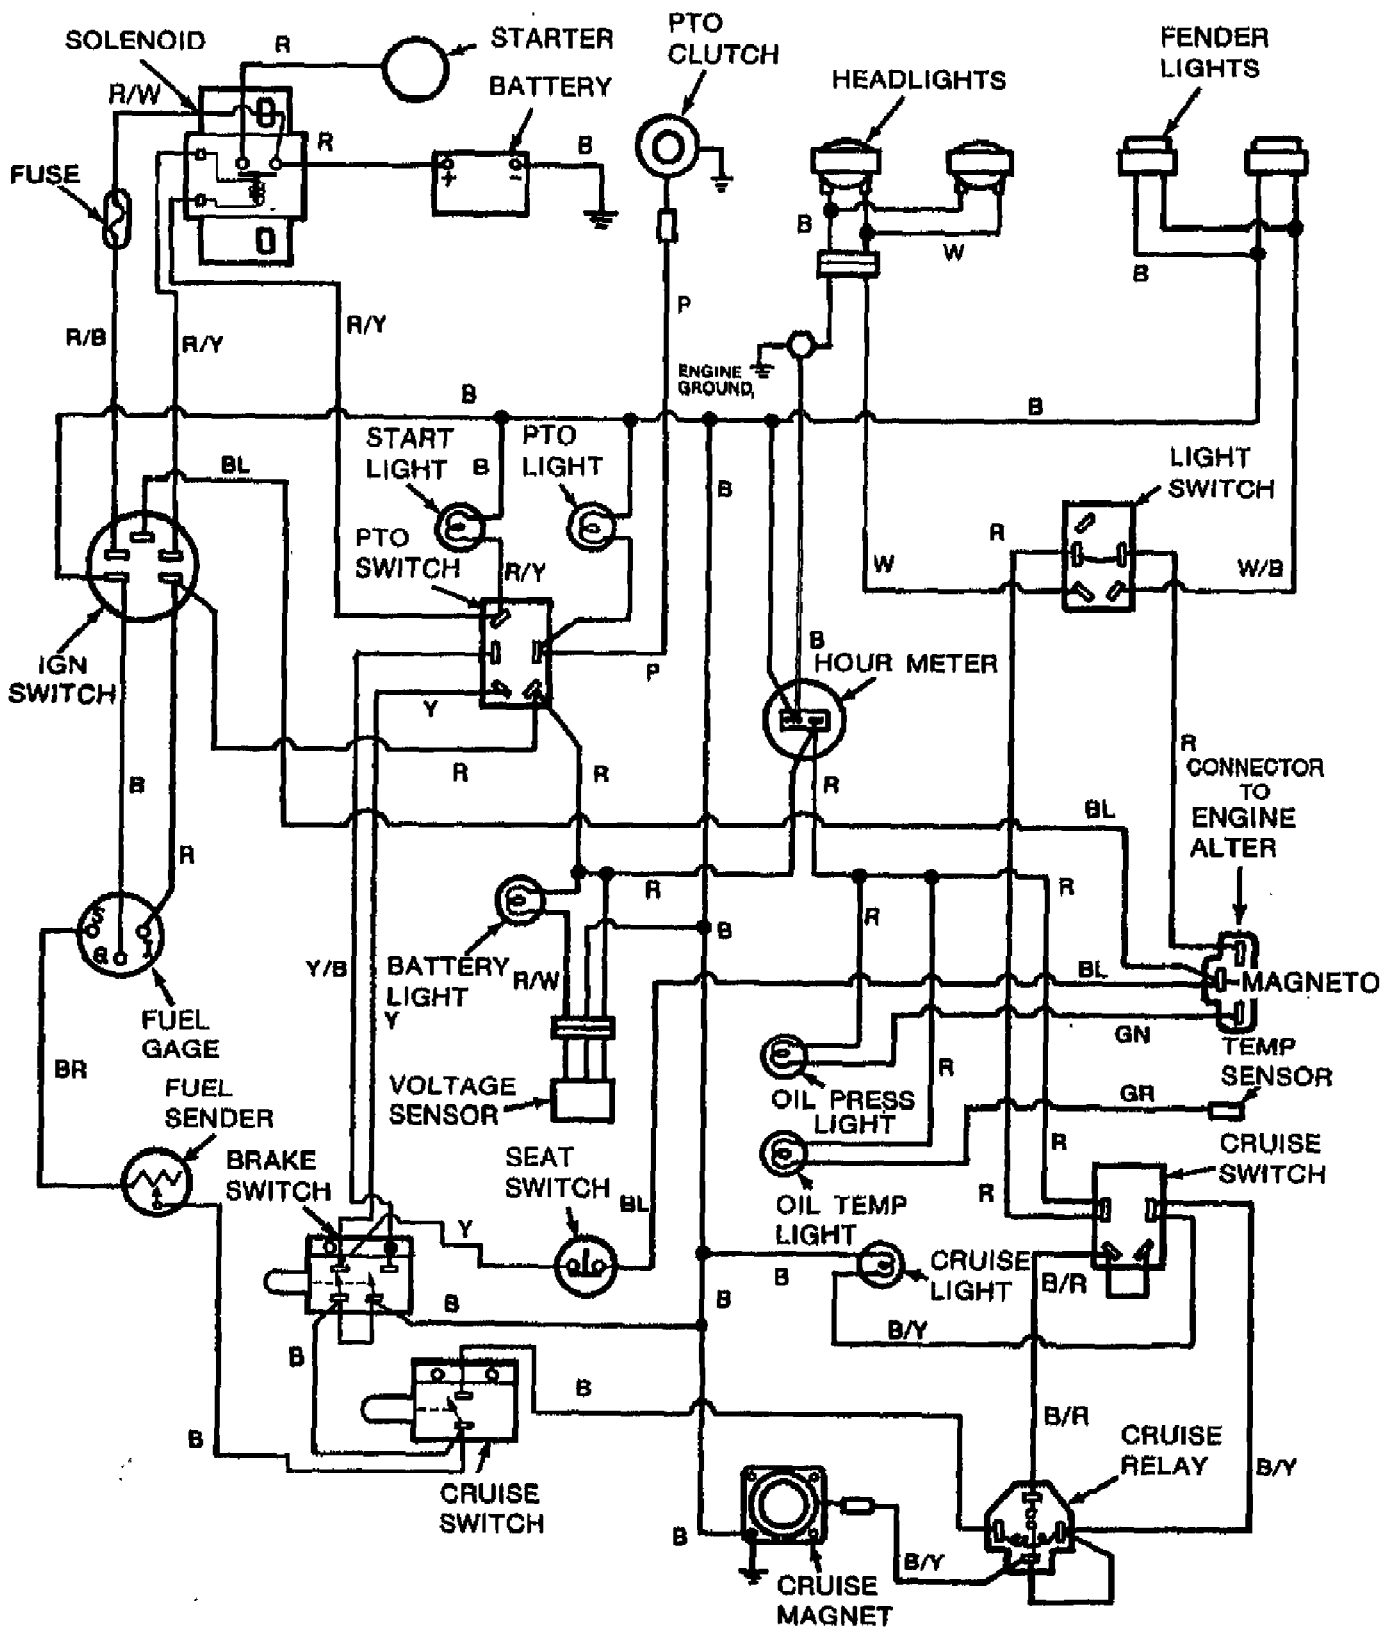 PTO
CLUTCH
SOLENOID
R
STARTER
FENDER
LIGHTS
R/W
BATTERY
HEADLIGHTS
FUSE
R
B
+
-
B
W
B
P
R/B
R/Y
R/Y
ENGINE
GROUND
B
B
START
LIGHT
B
PTO
LIGHT
BL
B
LIGHT
SWITCH
R
PTO
SWITCH
R/Y
W
W/B
IGN
SWITCH
B
HOUR METER
P
Y
R
R
B
R
R
CONNECTOR
TO
ENGINE
ALTER
BL
R
R
R
R
S
G
I
B
Y/B
BATTERY
LIGHT
Y
R/W
BL
MAGNETO
FUEL
GAGE
GN
BR
FUEL
SENDER
VOLTAGE
SENSOR
OIL PRESS
LIGHT
R
TEMP
SENSOR
GR
BRAKE
SWITCH
SEAT
SWITCH
R
CRUISE
SWITCH
BL
OIL TEMP
LIGHT
R
Y
B
CRUISE
LIGHT
B/R
B
B
B/Y
B
B
B/R
CRUISE
RELAY
B
B/Y
CRUISE
SWITCH
B
B/Y
CRUISE
MAGNET